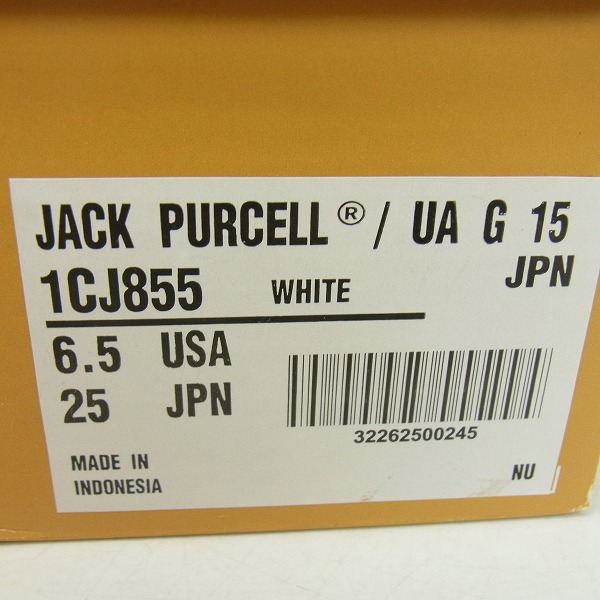 JACK PURCELL® / UA G 15
JPN
1CJ855 WHITE
6.5 USA
25 JPN
32262500245
MADE IN
INDONESIA
NU